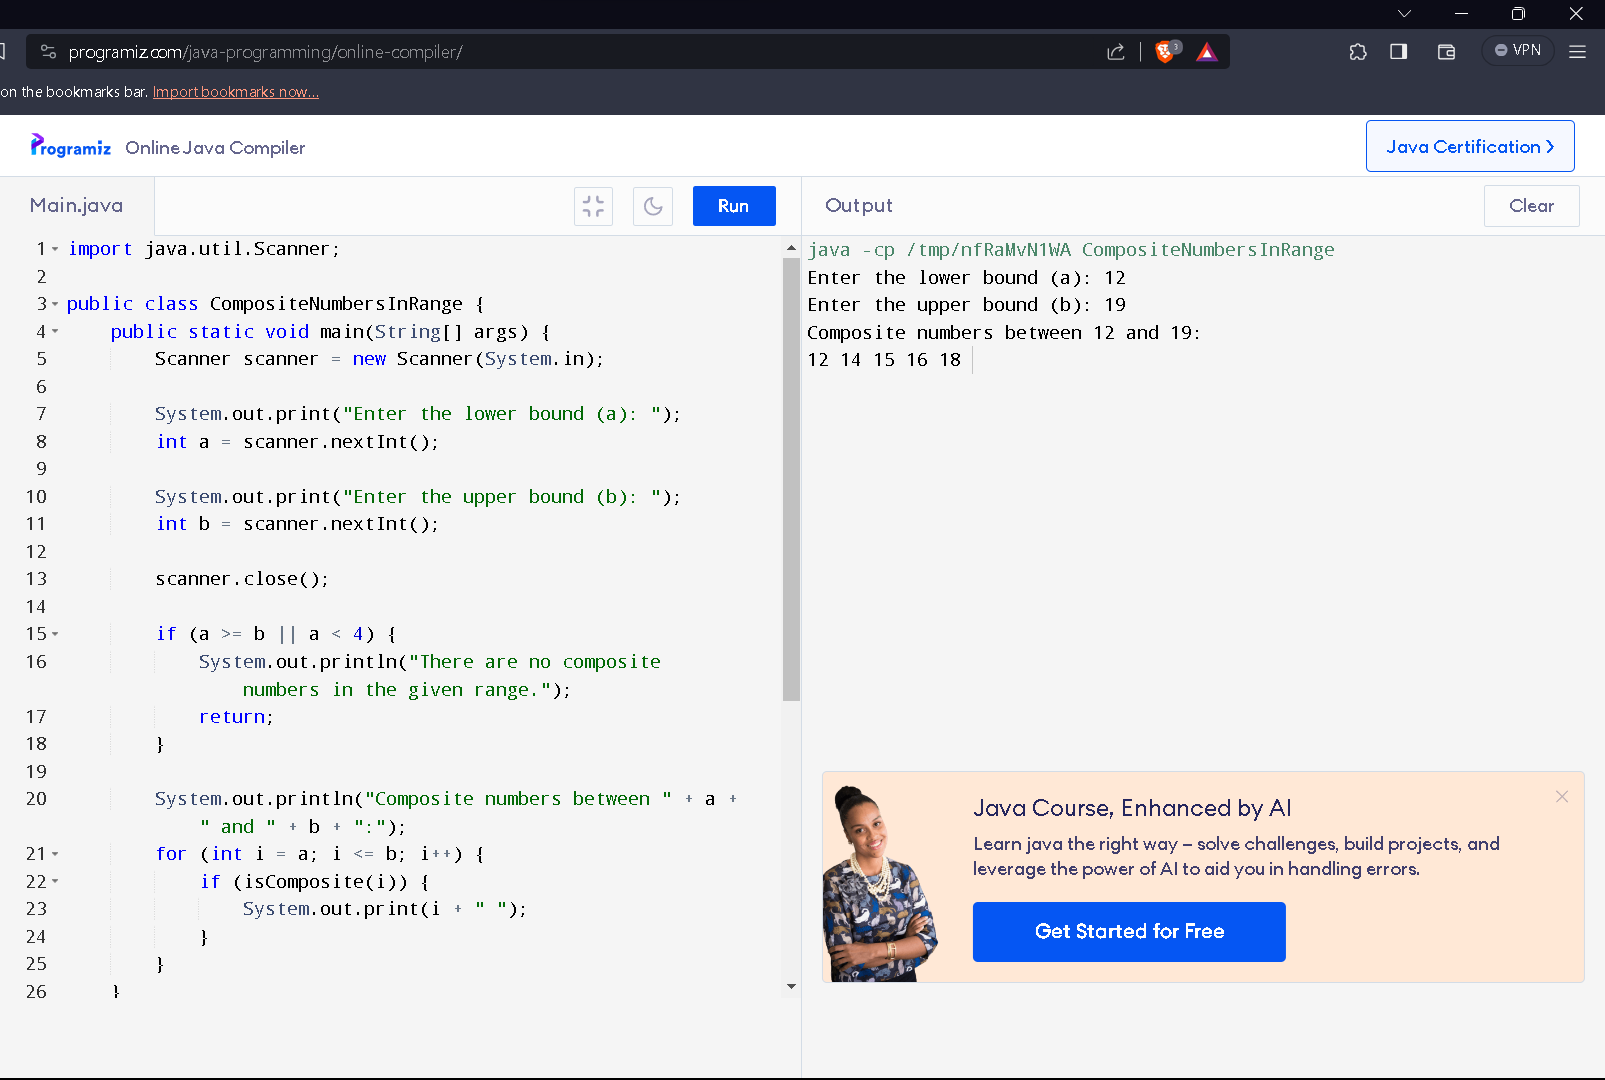 programiz.com/java-programming/online-compiler/
3
VPN
on the bookmarks bar. Import bookmarks now...
Programiz Online Java Compiler
Java Certification
Main.java
Run
Output
Clear
1 import java.util.Scanner;
2
3 public class CompositeNumbersInRange {
4 public static void main(String[] args) {
5 Scanner scanner = new Scanner(System.in);
6
7 System.out.print("Enter the lower bound (a): ");
8 int a = scanner.nextInt();
9
10 System.out.print("Enter the upper bound (b): ");
11 int b = scanner.nextInt();
12
13 scanner.close();
14
15 if (a >= b || a < 4) {
16 System.out.println("There are no composite
numbers in the given range.");
17 return;
18 }
19
20 System.out.println("Composite numbers between " + a +
" and " + b + ":");
21 for (int i = a; i <= b; i++) {
22 if (isComposite(i)) {
23 System.out.print(i + " ");
24 }
25 }
26 }
java -cp /tmp/nfRaMvN1WA CompositeNumbersInRange
Enter the lower bound (a): 12
Enter the upper bound (b): 19
Composite numbers between 12 and 19:
12 14 15 16 18
Java Course, Enhanced by AI
Learn java the right way – solve challenges, build projects, and
leverage the power of AI to aid you in handling errors.
Get Started for Free